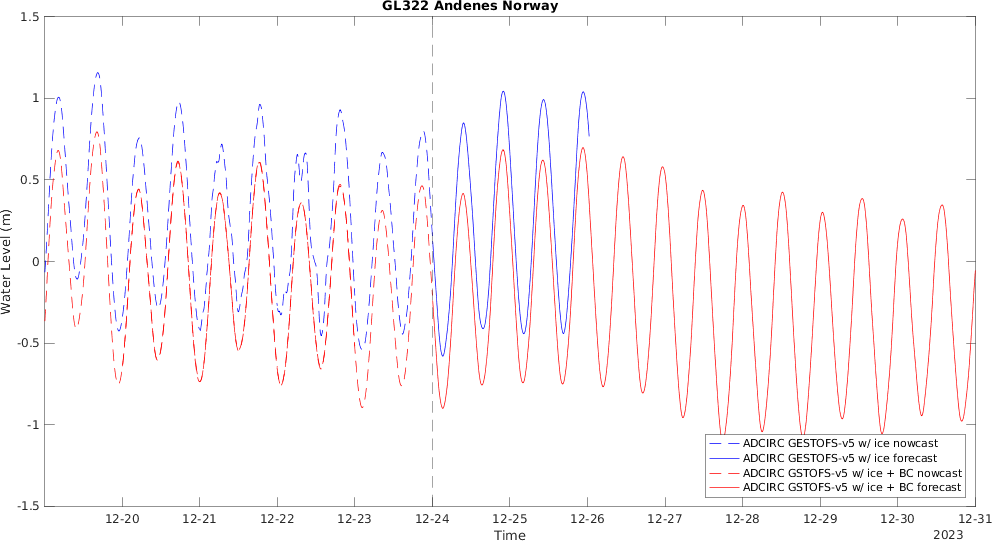 GL322 Andenes Norway
1.5
1
0.5
0
-0.5
-1
-1.5
Water Level (m)
12-20 12-21 12-22 12-23 12-24 12-25 12-26 12-27 12-28 12-29 12-30 12-31
Time
2023
ADCIRC GESTOFS-v5 w/ ice nowcast
ADCIRC GESTOFS-v5 w/ ice forecast
ADCIRC GSTOFS-v5 w/ ice + BC nowcast
ADCIRC GSTOFS-v5 w/ ice + BC forecast